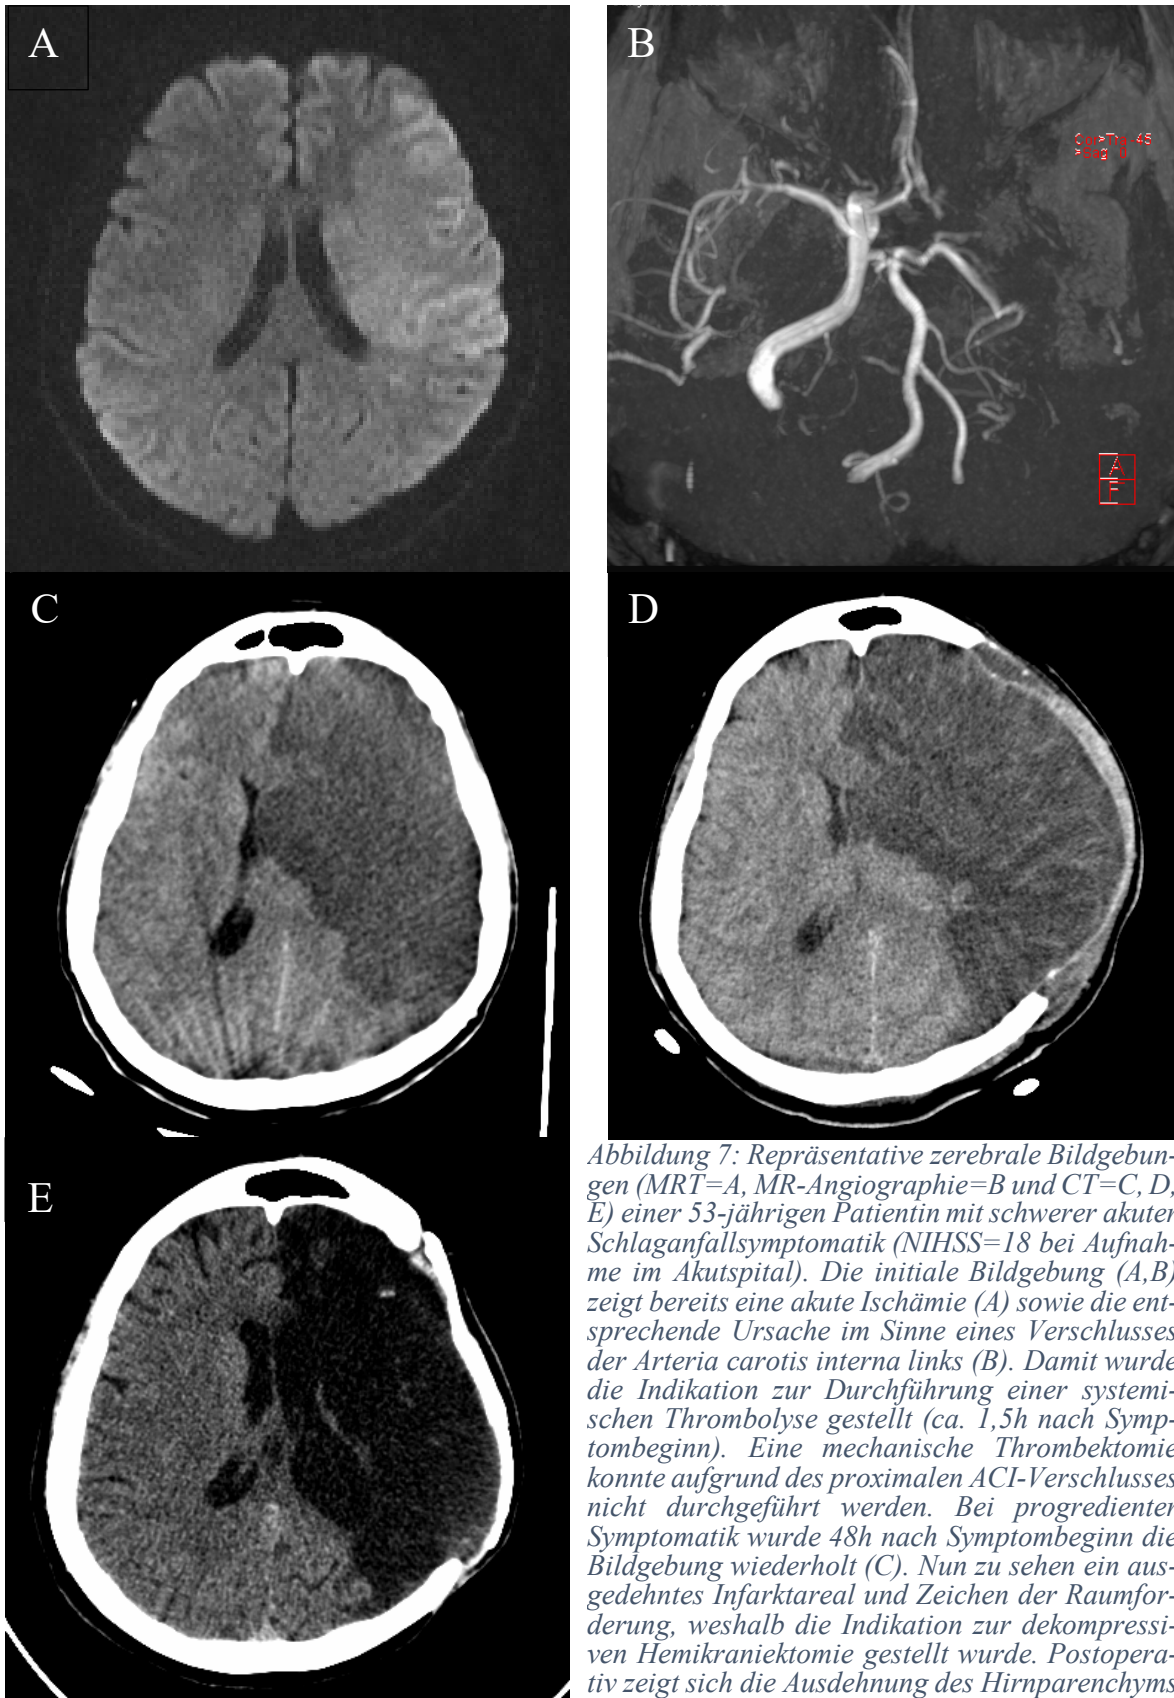 A
B
C
D
E
A
F
Abbildung 7: Repräsentative zerebrale Bildgebun-
gen (MRT=A, MR-Angiographie=B und CT=C, D,
E) einer 53-jährigen Patientin mit schwerer akuter
Schlaganfallsymptomatik (NIHSS=18 bei Aufnah-
me im Akutspital). Die initiale Bildgebung (A,B)
zeigt bereits eine akute Ischämie (A) sowie die ent-
sprechende Ursache im Sinne eines Verschlusses
der Arteria carotis interna links (B). Damit wurde
die Indikation zur Durchführung einer systemi-
schen Thrombolyse gestellt (ca. 1,5h nach Symp-
tombeginn). Eine mechanische Thrombektomie
konnte aufgrund des proximalen ACI-Verschlusses
nicht durchgeführt werden. Bei progredienter
Symptomatik wurde 48h nach Symptombeginn die
Bildgebung wiederholt (C). Nun zu sehen ein aus-
gedehntes Infarktareal und Zeichen der Raumfor-
derung, weshalb die Indikation zur dekompressi-
ven Hemikraniektomie gestellt wurde. Postopera-
tiv zeigt sich die Ausdehnung des Hirnparenchyms